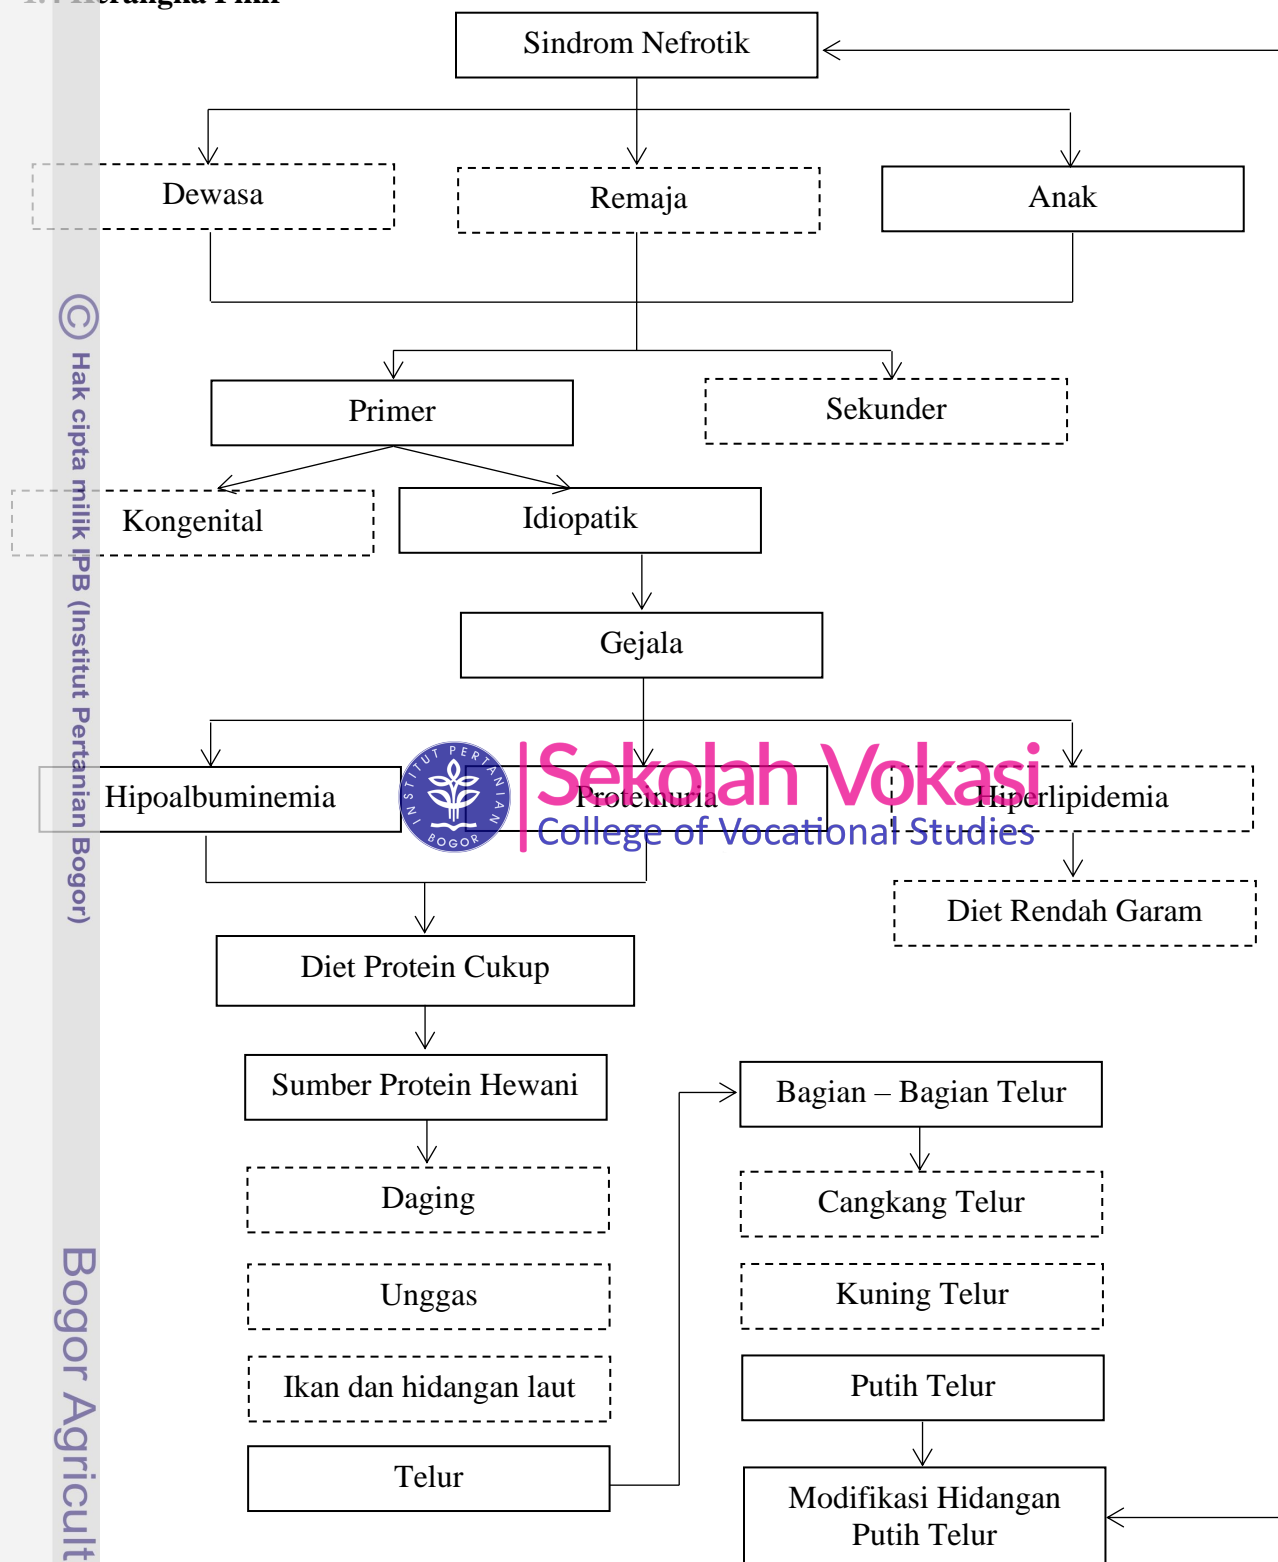 Sindrom Nefrotik
Dewasa
Remaja
Anak
Primer
Sekunder
Kongenital
Idiopatik
Gejala
Hipoalbuminemia
Proteinuria
Hiperlipidemia
INSTITUT PERTANIAN
BOGOR
Sekolah Vokasi
College of Vocational Studies
Diet Rendah Garam
Diet Protein Cukup
Sumber Protein Hewani
Daging
Unggas
Ikan dan hidangan laut
Telur
Bagian – Bagian Telur
Cangkang Telur
Kuning Telur
Putih Telur
Modifikasi Hidangan
Putih Telur
© Hak cipta milik IPB (Institut Pertanian Bogor)
Bogor Agricult